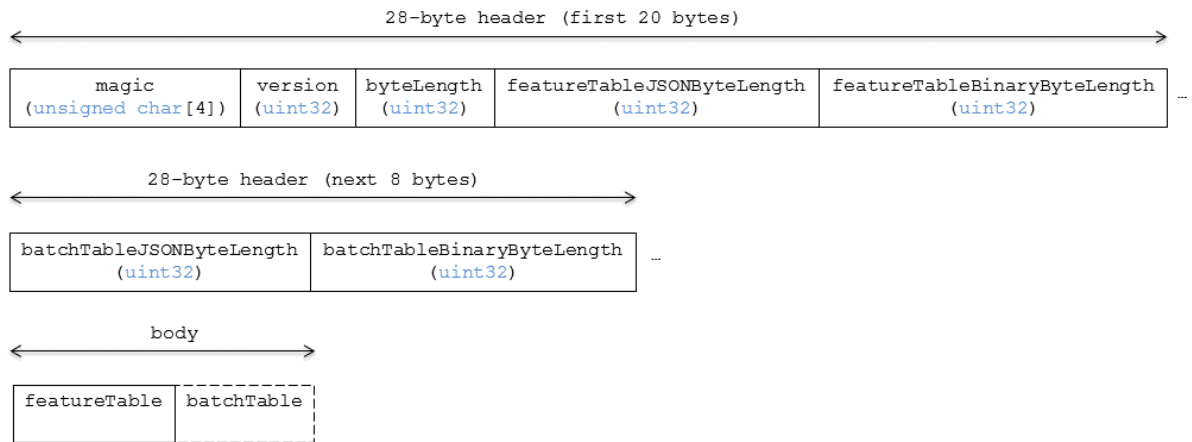 28-byte header (first 20 bytes)
magic version byteLength featureTableJSONByteLength featureTableBinaryByteLength
(unsigned char[4]) (uint32) (uint32) (uint32) (uint32) …
28-byte header (next 8 bytes)
batchTableJSONByteLength batchTableBinaryByteLength
(uint32) (uint32) …
body
featureTable batchTable